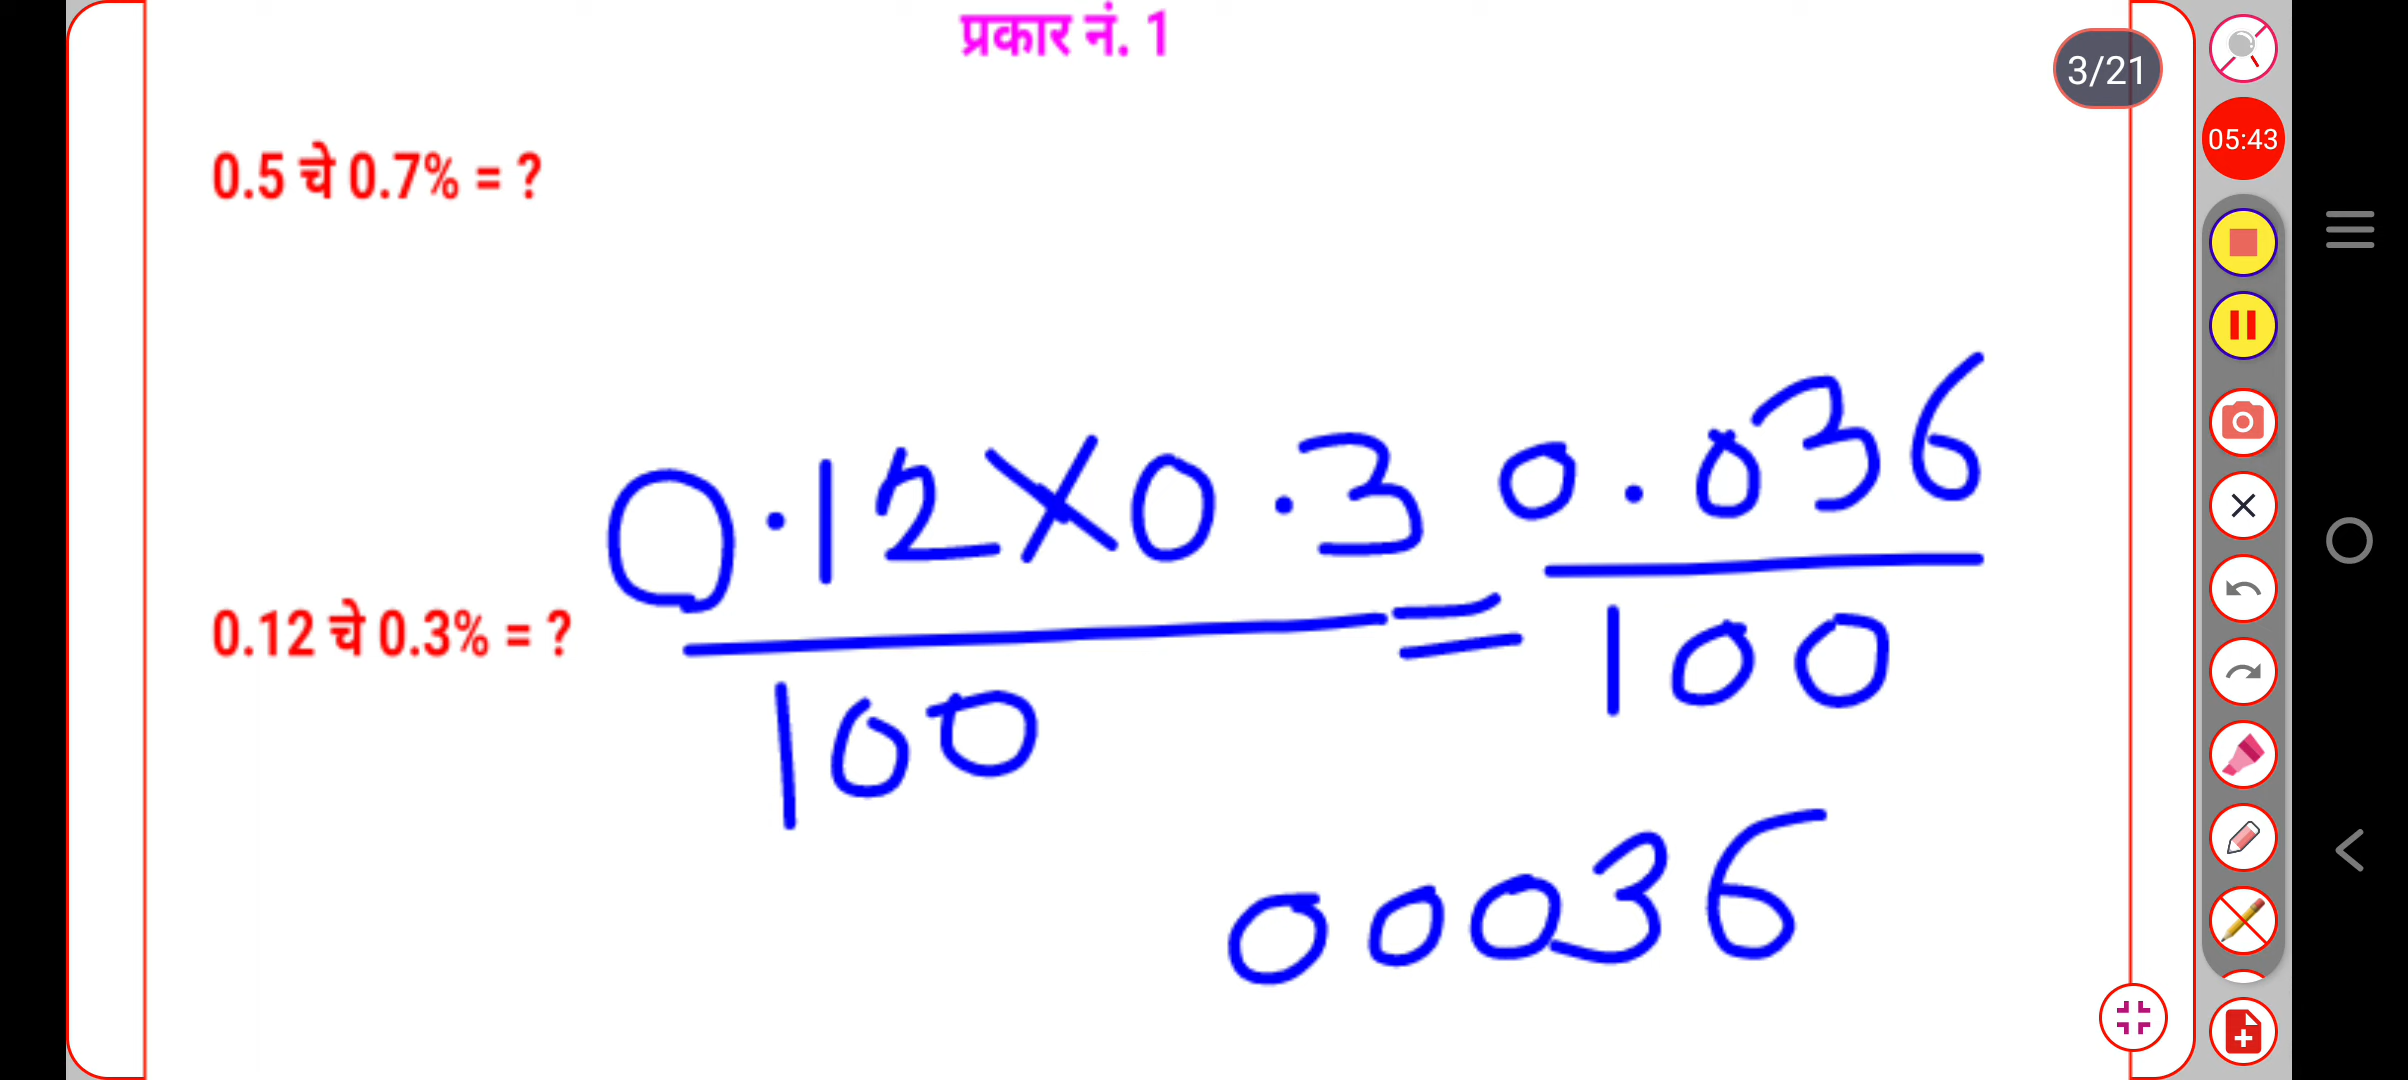 प्रकार नं. 1
3/21
05:43
0.5 चे 0.7% = ?
0.12 × 0.3 = 0.036
100 100
0.12 चे 0.3% = ?
00036